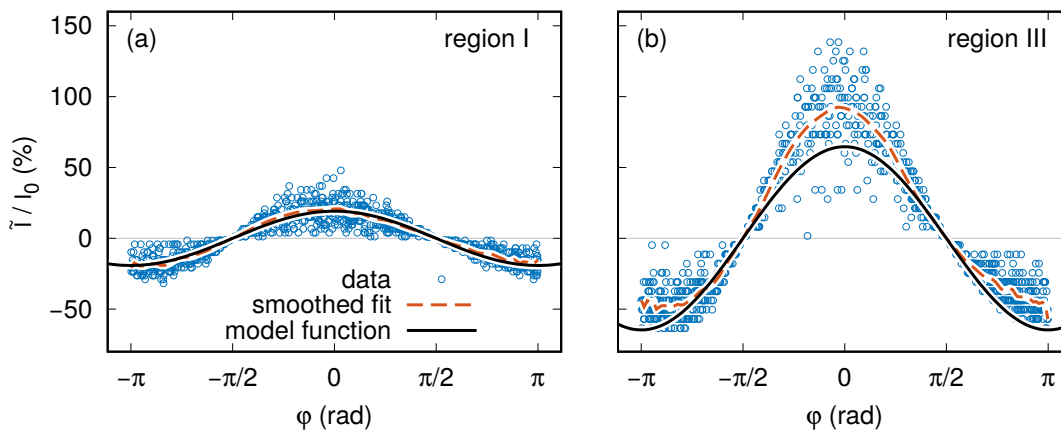 (a) region I
(b) region III
Ĩ / I₀ (%)
150
100
50
0
−50
data
smoothed fit
model function
−π −π/2 0 π/2 π
−π −π/2 0 π/2 π
φ (rad)
φ (rad)